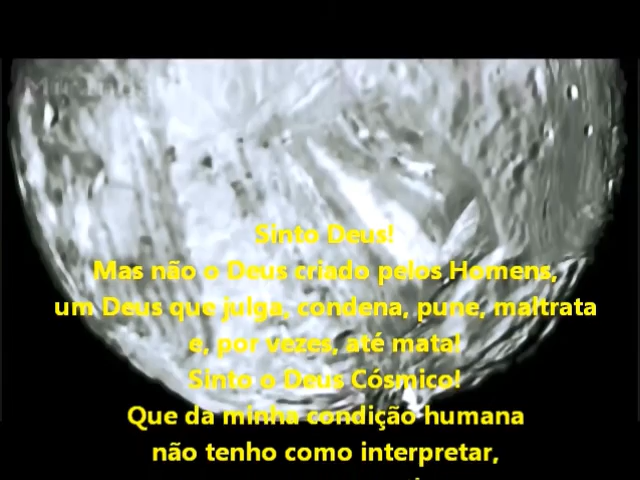 Miranda
Sinto Deus!
Mas não o Deus criado pelos Homens,
um Deus que julga, condena, pune, maltrata
e, por vezes, até mata!
Sinto o Deus Cósmico!
Que da minha condição humana
não tenho como interpretar,